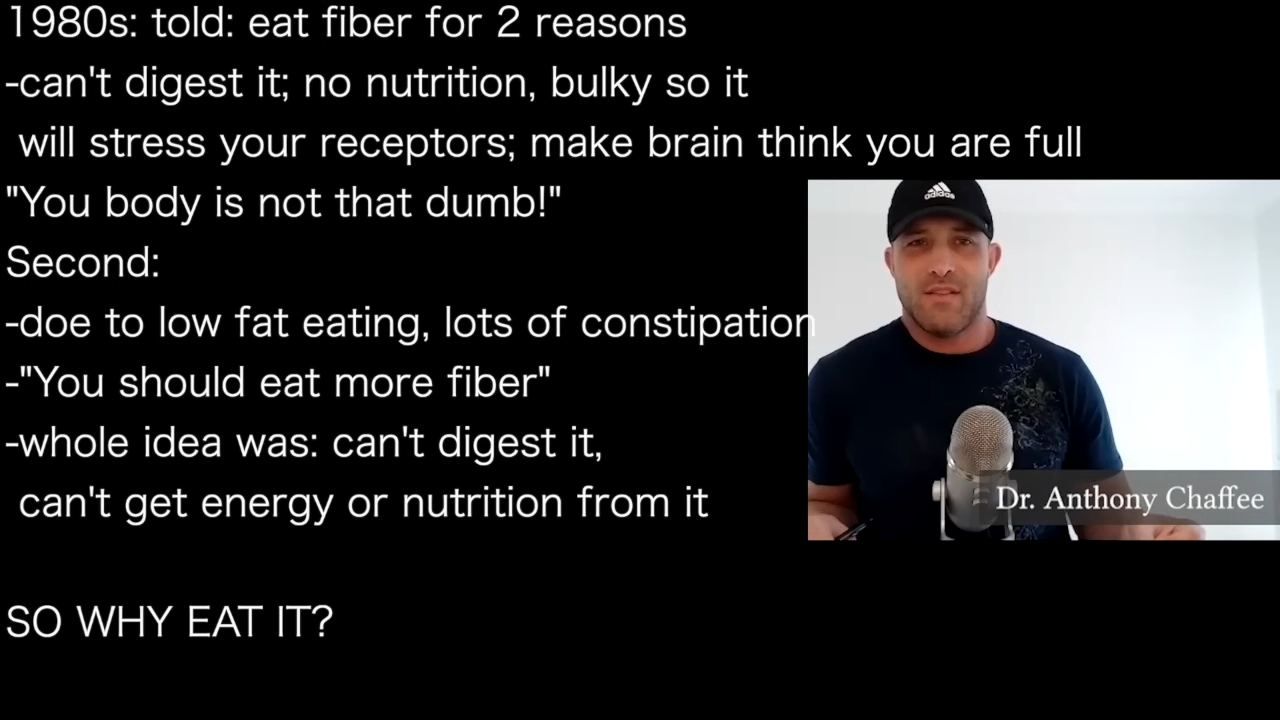 1980s: told: eat fiber for 2 reasons
-can't digest it; no nutrition, bulky so it
will stress your receptors; make brain think you are full
"You body is not that dumb!"
Second:
-doe to low fat eating, lots of constipation
-"You should eat more fiber"
-whole idea was: can't digest it,
can't get energy or nutrition from it
SO WHY EAT IT?
adidas
Dr. Anthony Chaffee